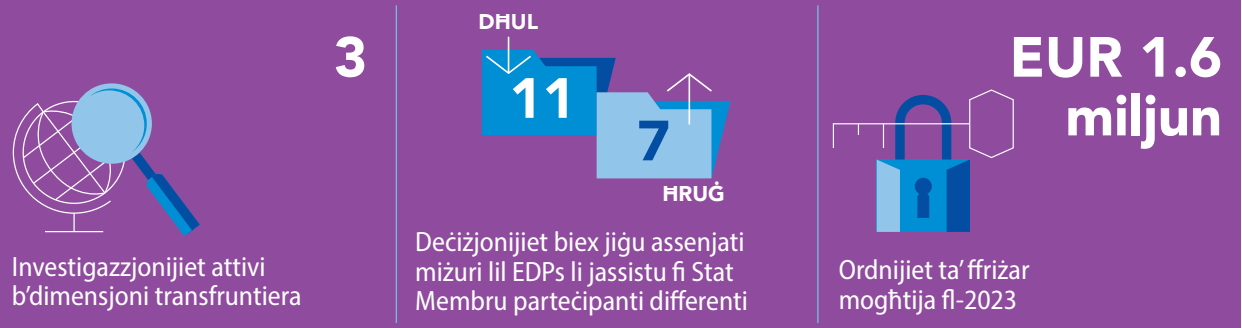 3
Investigazzjonijiet attivi
b'dimensjoni transfruntiera
DĦUL
11
7
ĦRUĠ
Deċiżjonijiet biex jiġu assenjati
miżuri lil EDPs li jassistu fi Stat
Membru parteċipanti differenti
EUR 1.6
miljun
Ordnijiet ta' ffriżar
mogħtija fl-2023